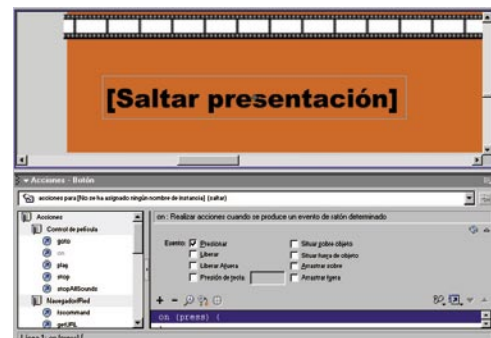 [Saltar presentación]
Acciones - Botón
acciones para [No se ha asignado ningún nombre de instancia] (saltar)
Acciones
Control de película
goto
on
play
stop
stopAllSounds
Navegador/Red
fscommand
getURL
on : Realizar acciones cuando se produce un evento de ratón determinado
Evento: Presionar
Situar sobre objeto
Liberar
Situar fuera de objeto
Liberar Afuera
Arrastrar sobre
Presión de tecla:
Arrastrar fuera
on (press) {